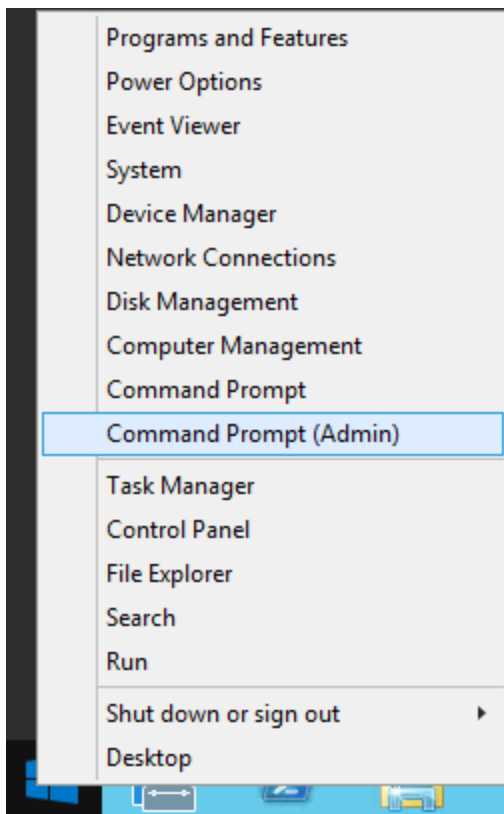 Programs and Features
Power Options
Event Viewer
System
Device Manager
Network Connections
Disk Management
Computer Management
Command Prompt
Command Prompt (Admin)
Task Manager
Control Panel
File Explorer
Search
Run
Shut down or sign out
Desktop